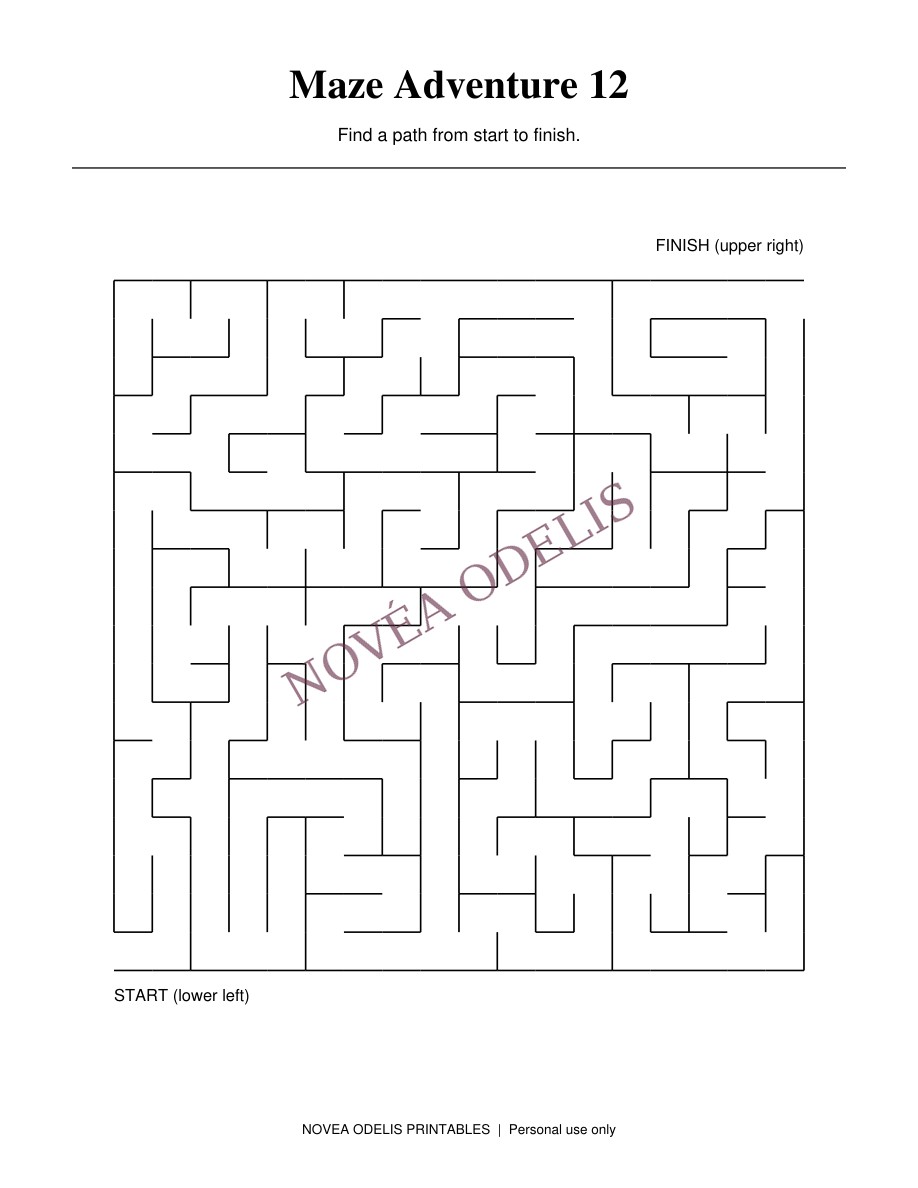 Maze Adventure 12
Find a path from start to finish.
FINISH (upper right)
NOVÉA ODELIS
START (lower left)
NOVEA ODELIS PRINTABLES | Personal use only